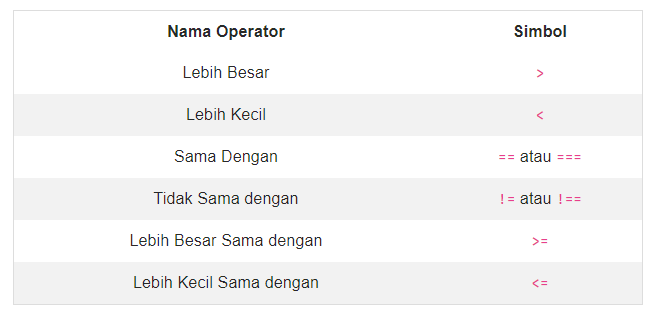 Nama Operator Simbol
Lebih Besar >
Lebih Kecil <
Sama Dengan == atau ===
Tidak Sama dengan != atau !==
Lebih Besar Sama dengan >=
Lebih Kecil Sama dengan <=